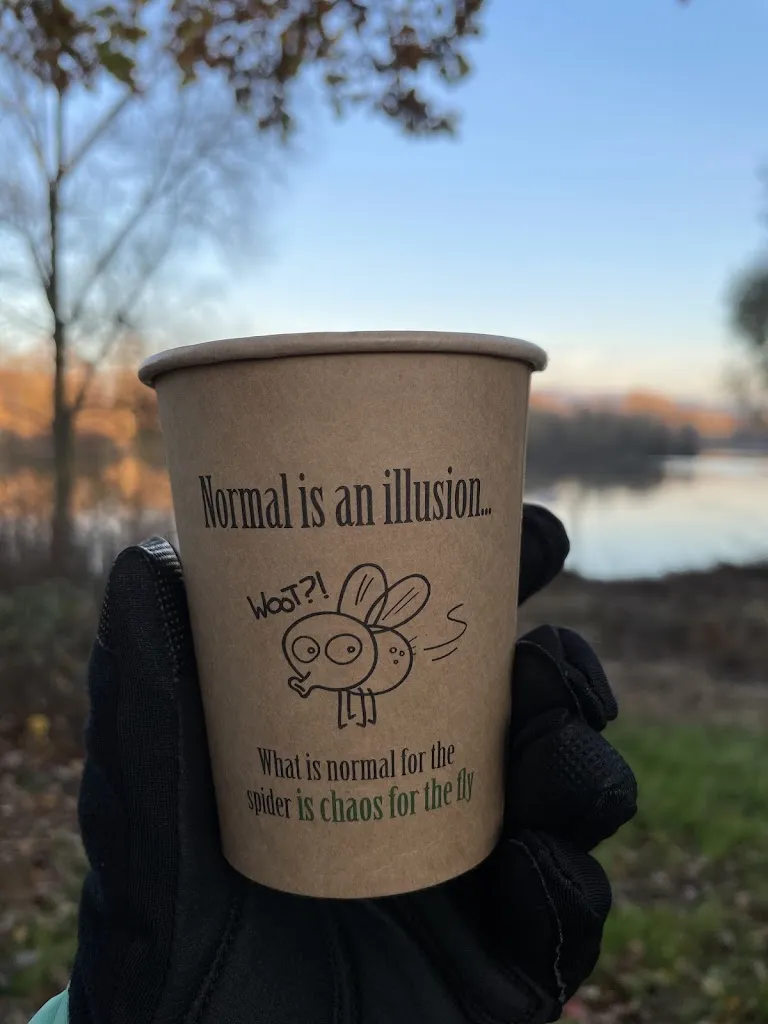 Normal is an illusion...
WOOT?!
What is normal for the
spider is chaos for the fly